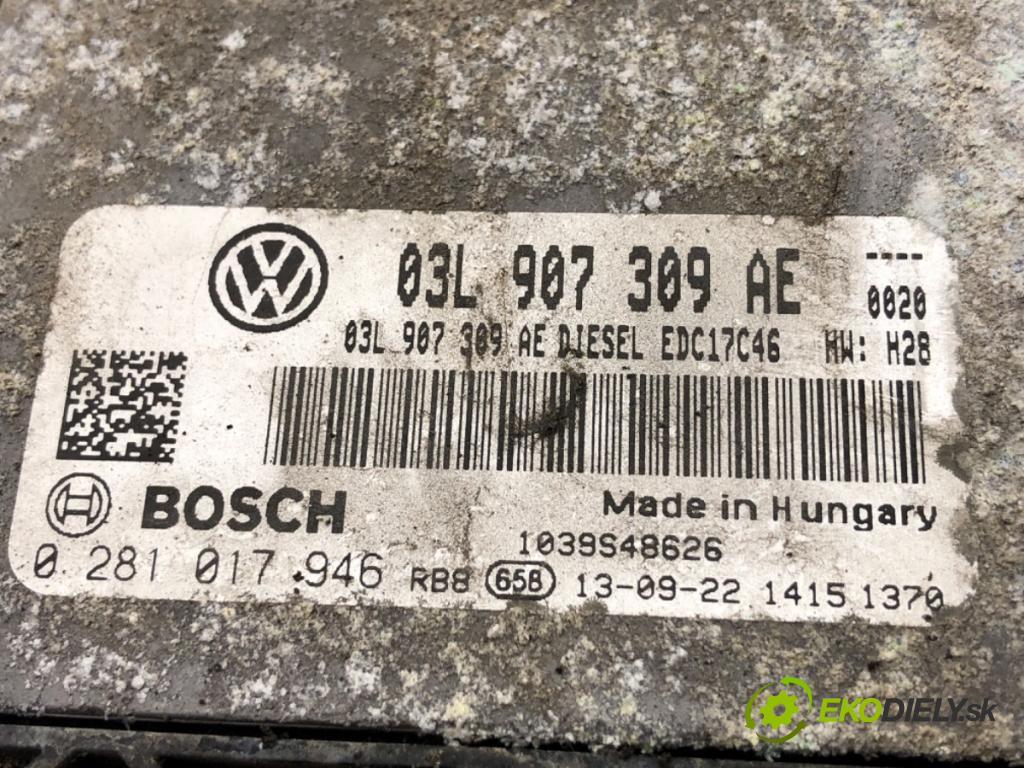 03L 907 309 AE ----
0020
03L 907 309 AE DIESEL EDC17C46 HW: H28
BOSCH Made in Hungary
1039S48626
0 281 017 946 RB8 65B 13-09-22 1415 1370
EKODIELY.sk